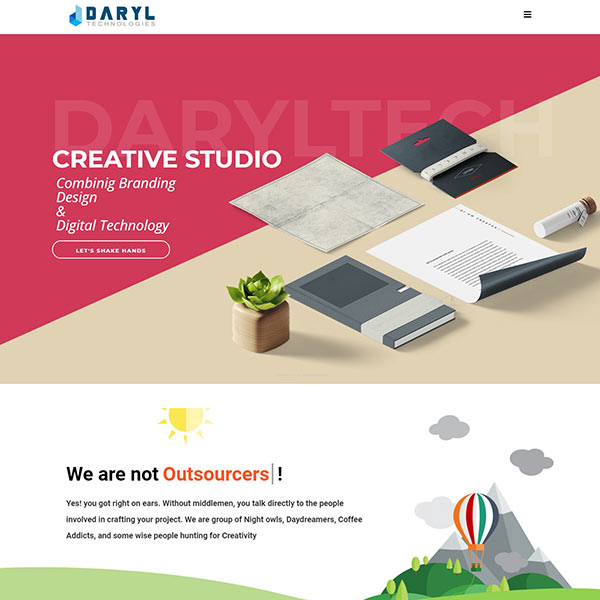 DARYL
TECHNOLOGIES
DARYLTECH
CREATIVE STUDIO
Combinig Branding
Design
&
Digital Technology
LET'S SHAKE HANDS
We are not Outsourcers !
Yes! you got right on ears. Without middlemen, you talk directly to the people
involved in crafting your project. We are group of Night owls, Daydreamers, Coffee
Addicts, and some wise people hunting for Creativity